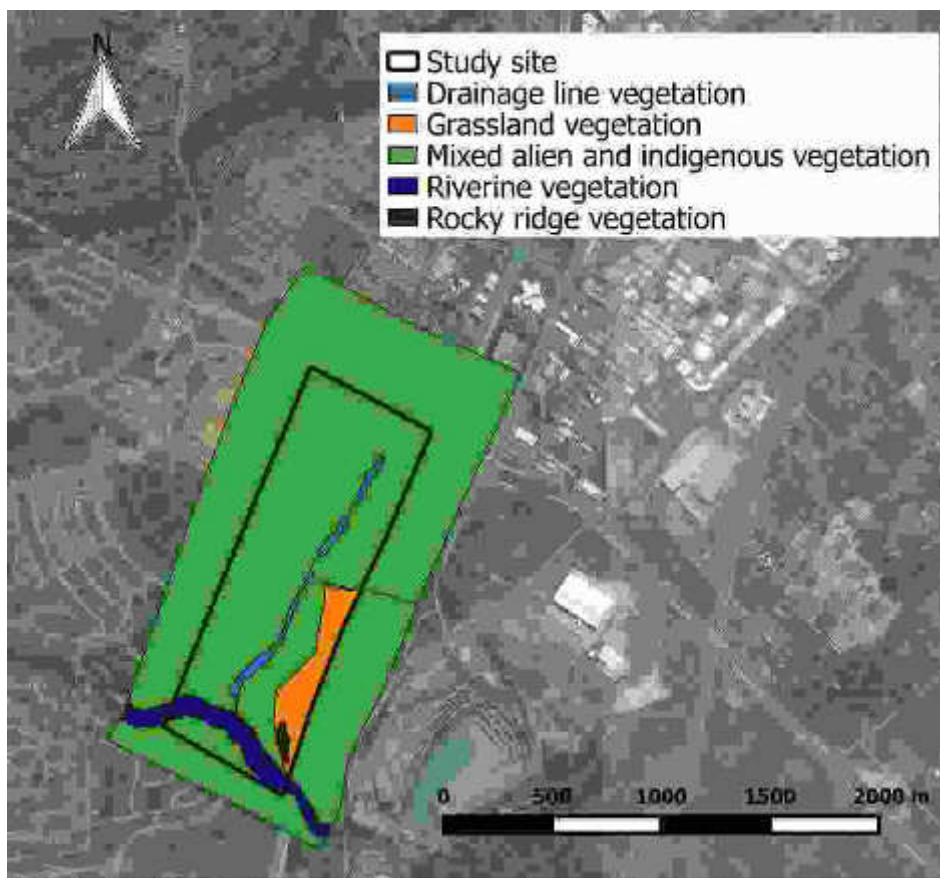 N
Study site
Drainage line vegetation
Grassland vegetation
Mixed alien and indigenous vegetation
Riverine vegetation
Rocky ridge vegetation
0 500 1000 1500 2000 m